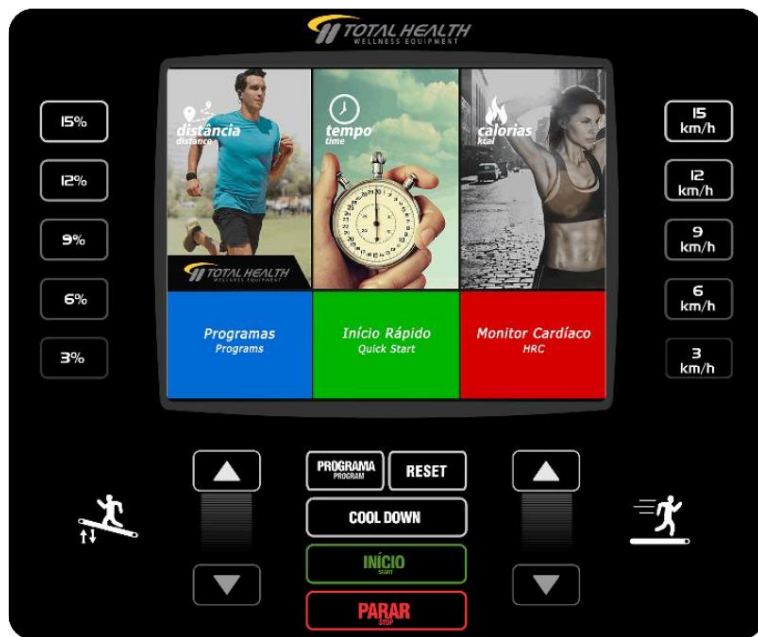 TOTAL HEALTH
WELLNESS EQUIPMENT
15%
12%
9%
6%
3%
distância
distance
tempo
time
calorias
kcal
TOTAL HEALTH
WELLNESS EQUIPMENT
Programas
Programs
Início Rápido
Quick Start
Monitor Cardíaco
HRC
15
km/h
12
km/h
9
km/h
6
km/h
3
km/h
PROGRAMA
PROGRAM
RESET
COOL DOWN
INÍCIO
START
PARAR
STOP